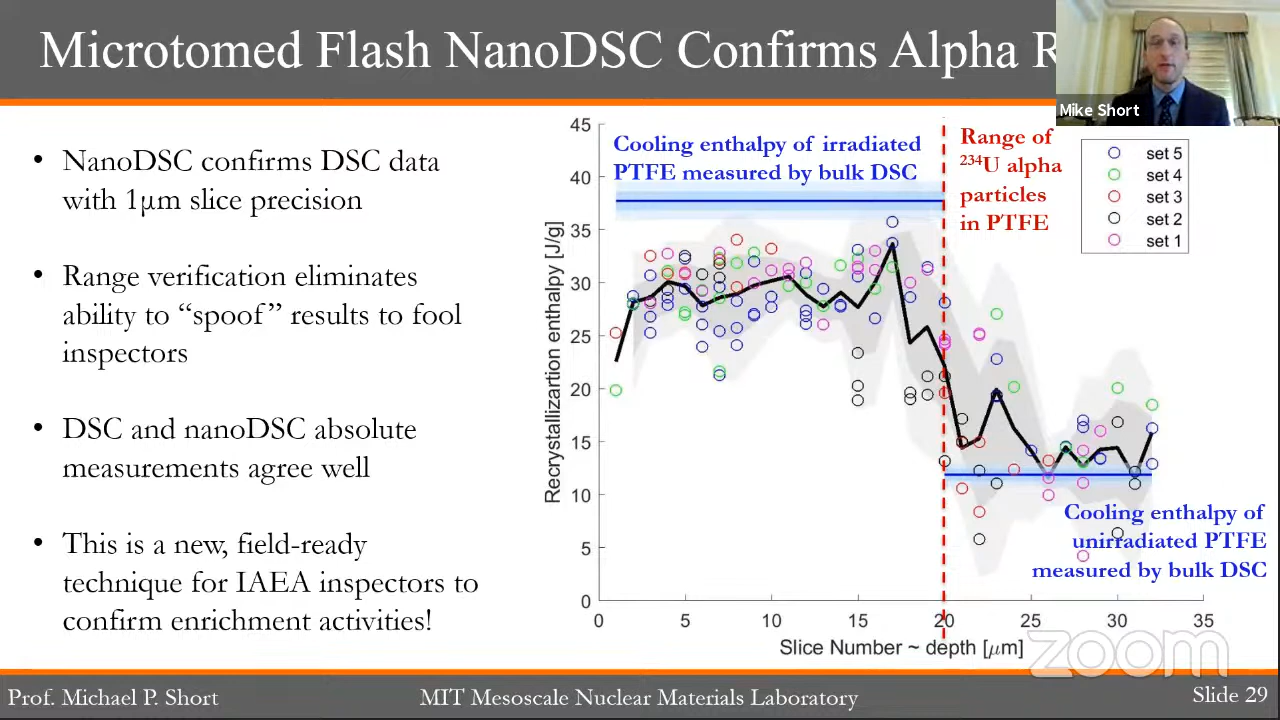 Microtomed Flash NanoDSC Confirms Alpha R
Mike Short
• NanoDSC confirms DSC data
with 1μm slice precision
• Range verification eliminates
ability to “spoof” results to fool
inspectors
• DSC and nanoDSC absolute
measurements agree well
• This is a new, field-ready
technique for IAEA inspectors to
confirm enrichment activities!
Cooling enthalpy of irradiated
PTFE measured by bulk DSC
Range of
²³⁴U alpha
particles
in PTFE
set 5
set 4
set 3
set 2
set 1
Recrystallizartion enthalpy [J/g]
45
40
35
30
25
20
15
10
5
0
Cooling enthalpy of
unirradiated PTFE
measured by bulk DSC
0 5 10 15 20 25 30 35
Slice Number ~ depth [μm]
zoom
Prof. Michael P. Short
MIT Mesoscale Nuclear Materials Laboratory
Slide 29